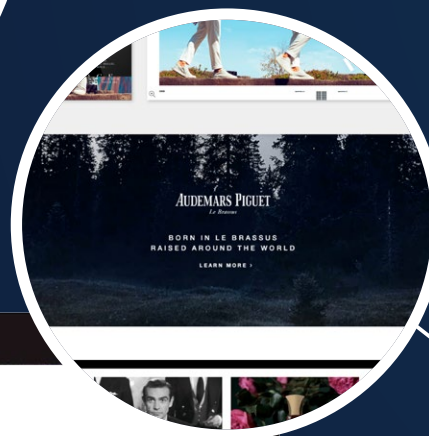 AUDEMARS PIGUET
Le Brassus
BORN IN LE BRASSUS
RAISED AROUND THE WORLD
LEARN MORE ›